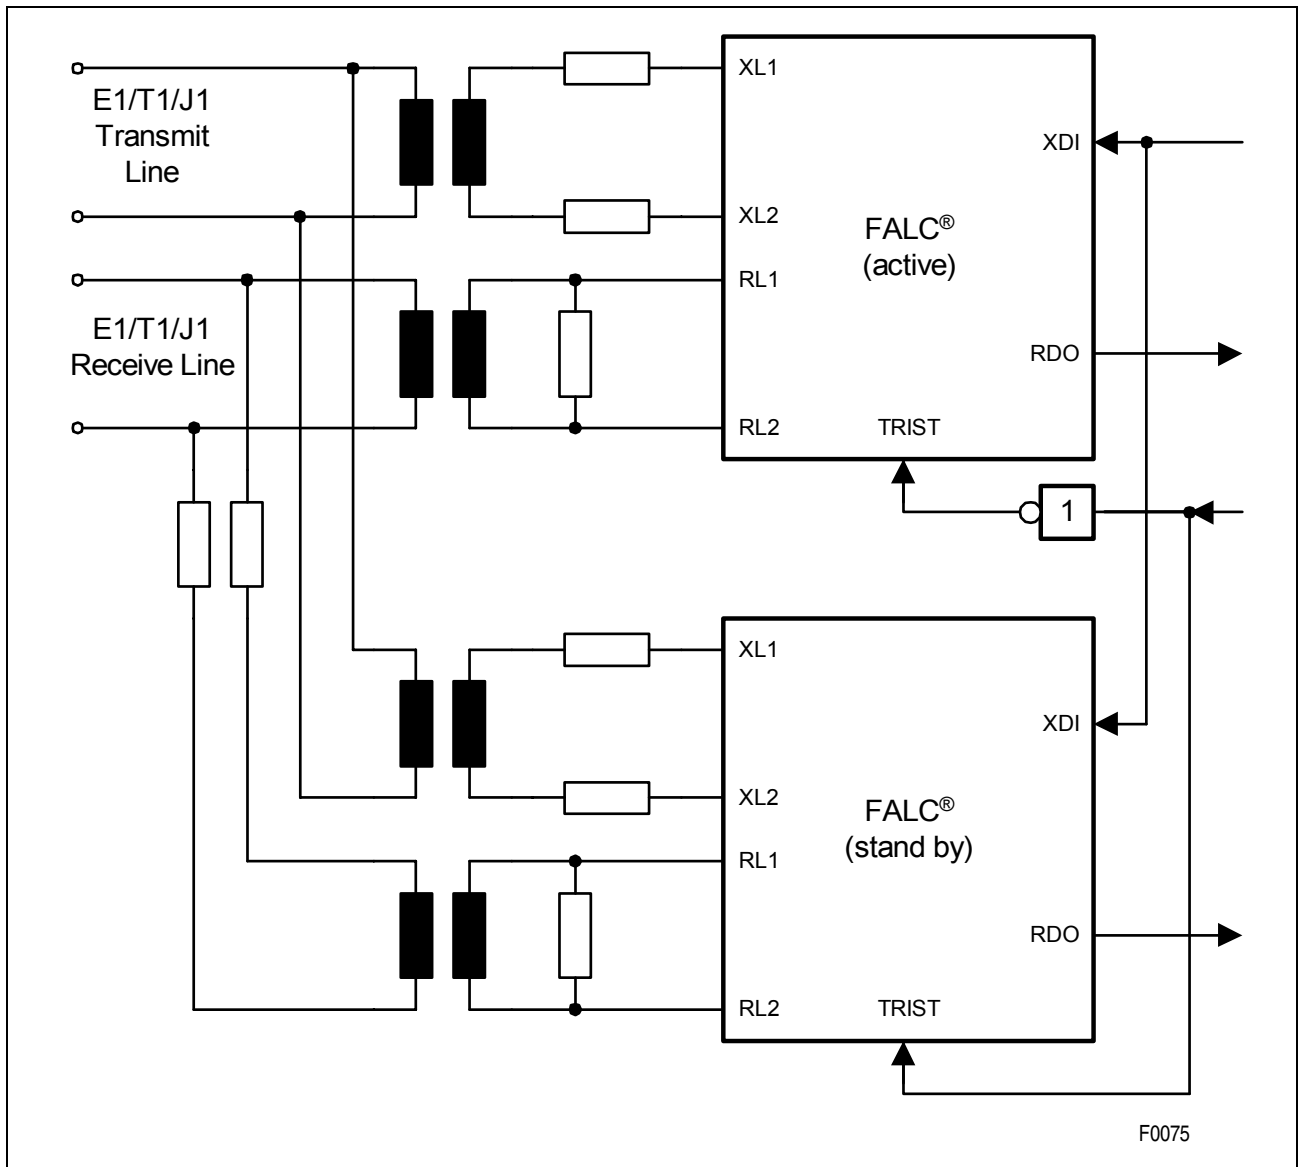 E1/T1/J1
Transmit
Line
E1/T1/J1
Receive Line
XL1
XL2
RL1
RL2
XDI
RDO
FALC®
(active)
TRIST
1
XL1
XL2
RL1
RL2
XDI
RDO
FALC®
(stand by)
TRIST
F0075